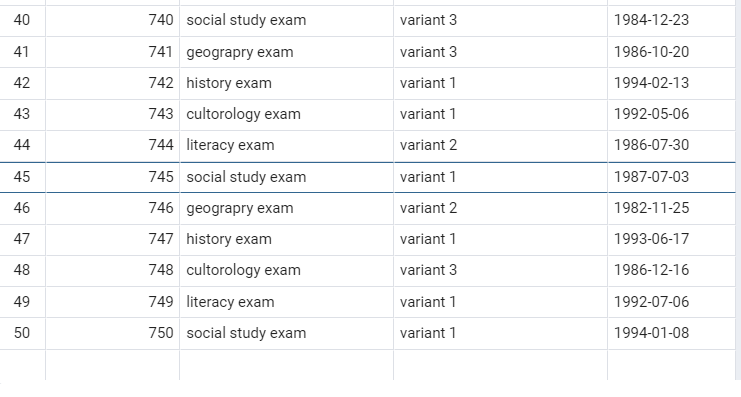 40 740 social study exam variant 3 1984-12-23
41 741 geograpry exam variant 3 1986-10-20
42 742 history exam variant 1 1994-02-13
43 743 cultorology exam variant 1 1992-05-06
44 744 literacy exam variant 2 1986-07-30
45 745 social study exam variant 1 1987-07-03
46 746 geograpry exam variant 2 1982-11-25
47 747 history exam variant 1 1993-06-17
48 748 cultorology exam variant 3 1986-12-16
49 749 literacy exam variant 1 1992-07-06
50 750 social study exam variant 1 1994-01-08